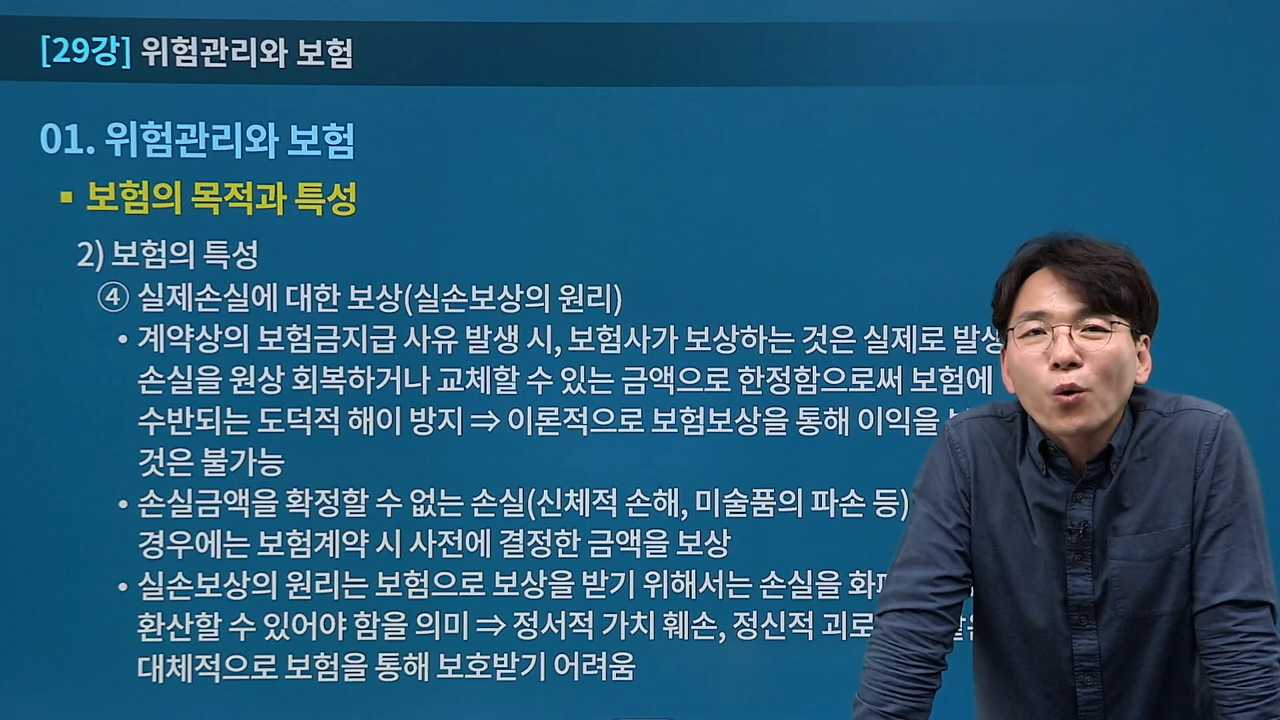 [29강] 위험관리와 보험
01. 위험관리와 보험
▪ 보험의 목적과 특성
2) 보험의 특성
④ 실제손실에 대한 보상(실손보상의 원리)
• 계약상의 보험금지급 사유 발생 시, 보험사가 보상하는 것은 실제로
손실을 원상 회복하거나 교체할 수 있는 금액으로 한정함으로써 보험에
수반되는 도덕적 해이 방지 ⇒ 이론적으로 보험보상을 통해 이익을
것은 불가능
• 손실금액을 확정할 수 없는 손실(신체적 손해, 미술품의 파손 등)
경우에는 보험계약 시 사전에 결정한 금액을 보상
• 실손보상의 원리는 보험으로 보상을 받기 위해서는 손실을
환산할 수 있어야 함을 의미 ⇒ 정서적 가치 훼손, 정신적
대체적으로 보험을 통해 보호받기 어려움